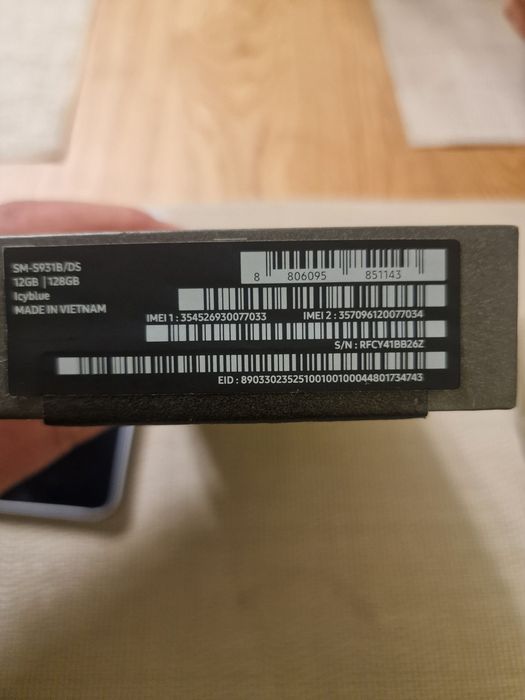 SM-S931B/DS
12GB | 128GB
Icyblue
MADE IN VIETNAM
8 806095 851143
IMEI 1 : 354526930077033 IMEI 2 : 357096120077034
S/N : RFCY41BB26Z
EID : 89033023525100100100044801734743